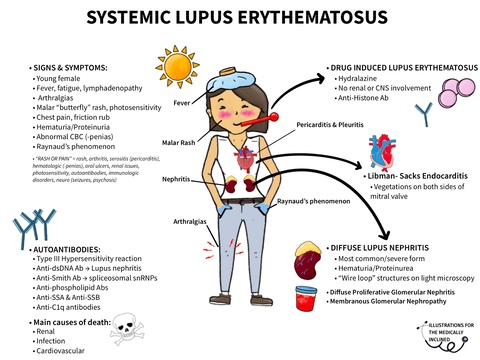 SYSTEMIC LUPUS ERYTHEMATOSUS
• SIGNS & SYMPTOMS:
• Young female
• Fever, fatigue, lymphadenopathy
• Arthralgias
• Malar "butterfly" rash, photosensitivity
• Chest pain, friction rub
• Hematuria/Proteinuria
• Abnormal CBC (-penias)
• Raynaud's phenomenon
• "RASH OR PAIN" = rash, arthritis, serositis (pericarditis),
hematologic (-penias), oral ulcers, renal issues,
photosensitivity, autoantibodies, immunologic
disorders, neuro (seizures, psychosis)
• AUTOANTIBODIES:
• Type III Hypersensitivity reaction
• Anti-dsDNA Ab → Lupus nephritis
• Anti-Smith Ab → spliceosomal snRNPs
• Anti-phospholipid Abs
• Anti-SSA & Anti-SSB
• Anti-C1q antibodies
• Main causes of death:
• Renal
• Infection
• Cardiovascular
Fever
Malar Rash
Nephritis
Arthralgias
Pericarditis & Pleuritis
Raynaud's phenomenon
• DRUG INDUCED LUPUS ERYTHEMATOSUS
• Hydralazine
• No renal or CNS involvement
• Anti-Histone Ab
• Libman- Sacks Endocarditis
• Vegetations on both sides of
mitral valve
• DIFFUSE LUPUS NEPHRITIS
• Most common/severe form
• Hematuria/Proteinurea
• "Wire loop" structures on light microscopy
• Diffuse Proliferative Glomerular Nephritis
• Membranous Glomerular Nephropathy
ILLUSTRATIONS FOR
THE MEDICALLY
INCLINED